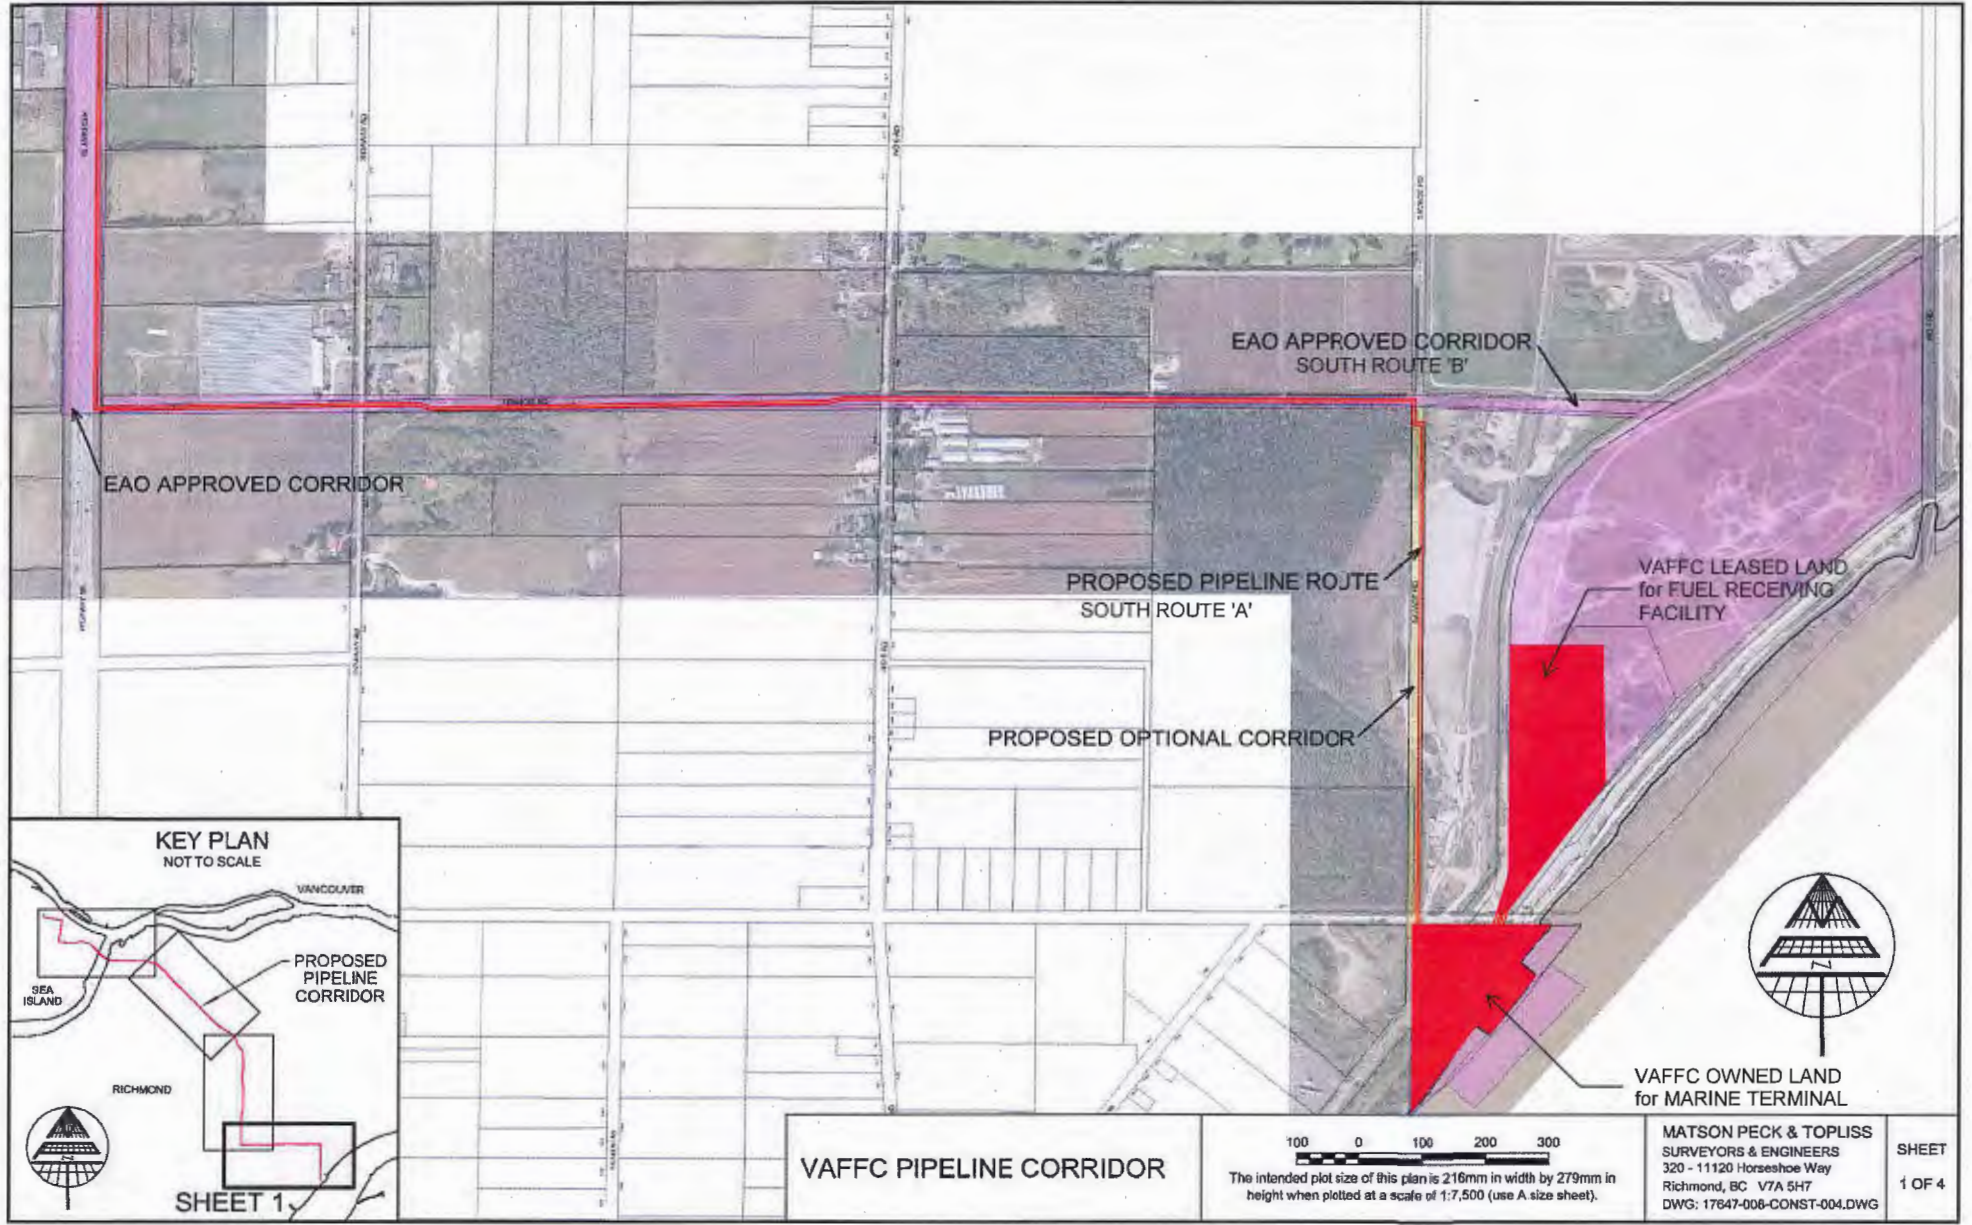 EAO APPROVED CORRIDOR
SOUTH ROUTE 'B'
EAO APPROVED CORRIDOR
PROPOSED PIPELINE ROUTE
SOUTH ROUTE 'A'
VAFFC LEASED LAND
for FUEL RECEIVING
FACILITY
PROPOSED OPTIONAL CORRIDOR
KEY PLAN
NOT TO SCALE
VANCOUVER
PROPOSED
PIPELINE
CORRIDOR
SEA
ISLAND
RICHMOND
SHEET 1
VAFFC OWNED LAND
for MARINE TERMINAL
VAFFC PIPELINE CORRIDOR
100 0 100 200 300
The intended plot size of this plan is 216mm in width by 279mm in
height when plotted at a scale of 1:7,500 (use A size sheet).
MATSON PECK & TOPLISS
SURVEYORS & ENGINEERS
320 - 11120 Horseshoe Way
Richmond, BC V7A 5H7
DWG: 17647-008-CONST-004.DWG
SHEET
1 OF 4